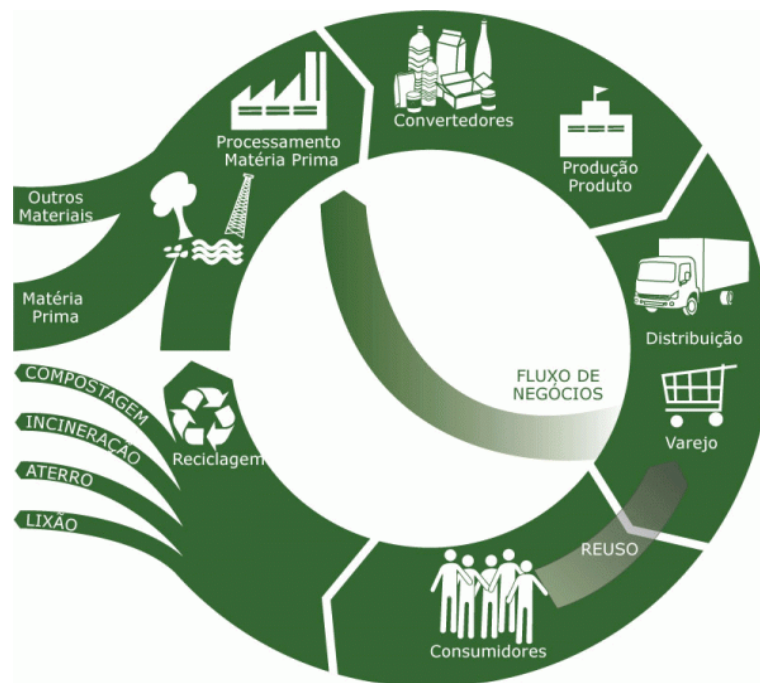 Convertedores
Processamento
Matéria Prima
Produção
Produto
Outros
Materiais
Matéria
Prima
Distribuição
FLUXO DE
NEGÓCIOS
COMPOSTAGEM
INCINERAÇÃO
ATERRO
LIXÃO
Reciclagem
Varejo
REUSO
Consumidores